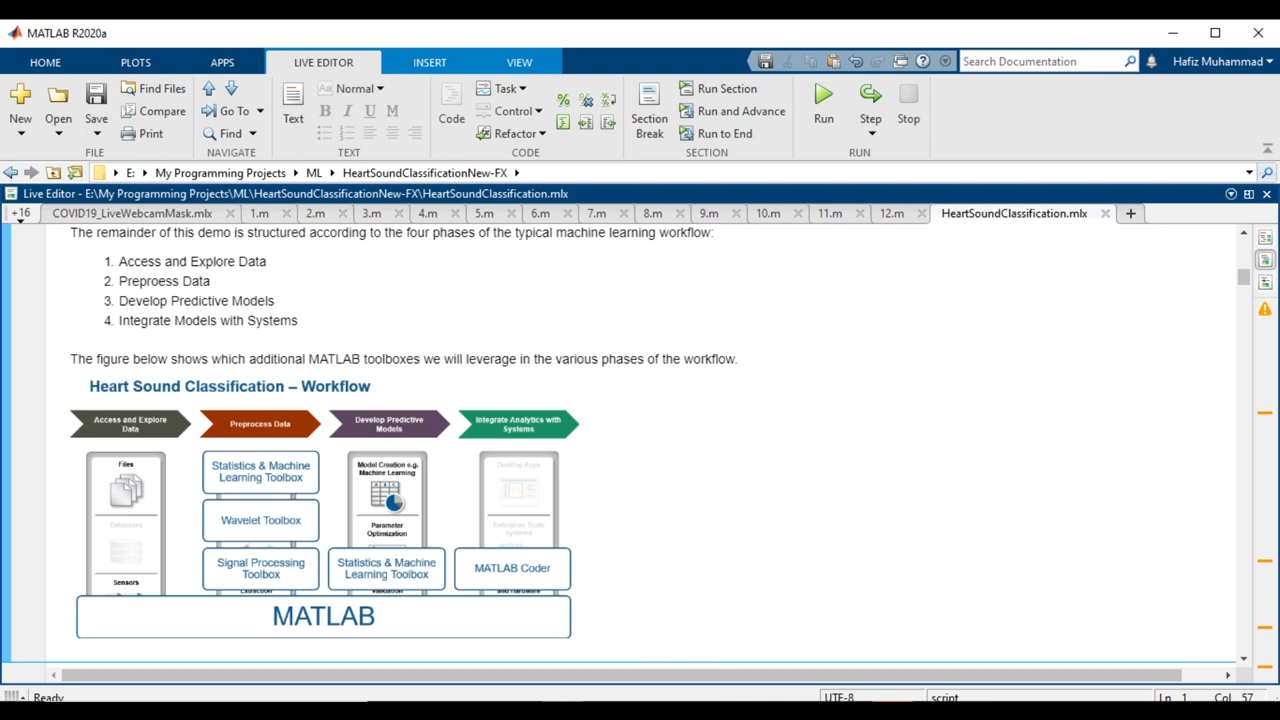 MATLAB R2020a
HOME PLOTS APPS LIVE EDITOR INSERT VIEW
Search Documentation
Hafiz Muhammad
New Open Save
Find Files
Compare
Print
FILE
Go To
Find
NAVIGATE
Text
Aa Normal
B I U M
TEXT
Code
Task
Control
Refactor
CODE
Section Break
Run Section
Run and Advance
Run to End
SECTION
Run Step Stop
RUN
E: My Programming Projects ML HeartSoundClassificationNew-FX
Live Editor - E:\My Programming Projects\ML\HeartSoundClassificationNew-FX\HeartSoundClassification.mlx
+16 COVID19_LiveWebcamMask.mlx 1.m 2.m 3.m 4.m 5.m 6.m 7.m 8.m 9.m 10.m 11.m 12.m HeartSoundClassification.mlx
The remainder of this demo is structured according to the four phases of the typical machine learning workflow:
1. Access and Explore Data
2. Preproess Data
3. Develop Predictive Models
4. Integrate Models with Systems
The figure below shows which additional MATLAB toolboxes we will leverage in the various phases of the workflow.
Heart Sound Classification – Workflow
Access and Explore Data
Preprocess Data
Develop Predictive Models
Integrate Analytics with Systems
Files
Databases
Sensors
Statistics & Machine Learning Toolbox
Wavelet Toolbox
Signal Processing Toolbox
Model Creation e.g. Machine Learning
Parameter Optimization
Statistics & Machine Learning Toolbox
Desktop Apps
Enterprise Scale Systems
MATLAB Coder
MATLAB
Ready
UTF-8 script Ln 1 Col 57